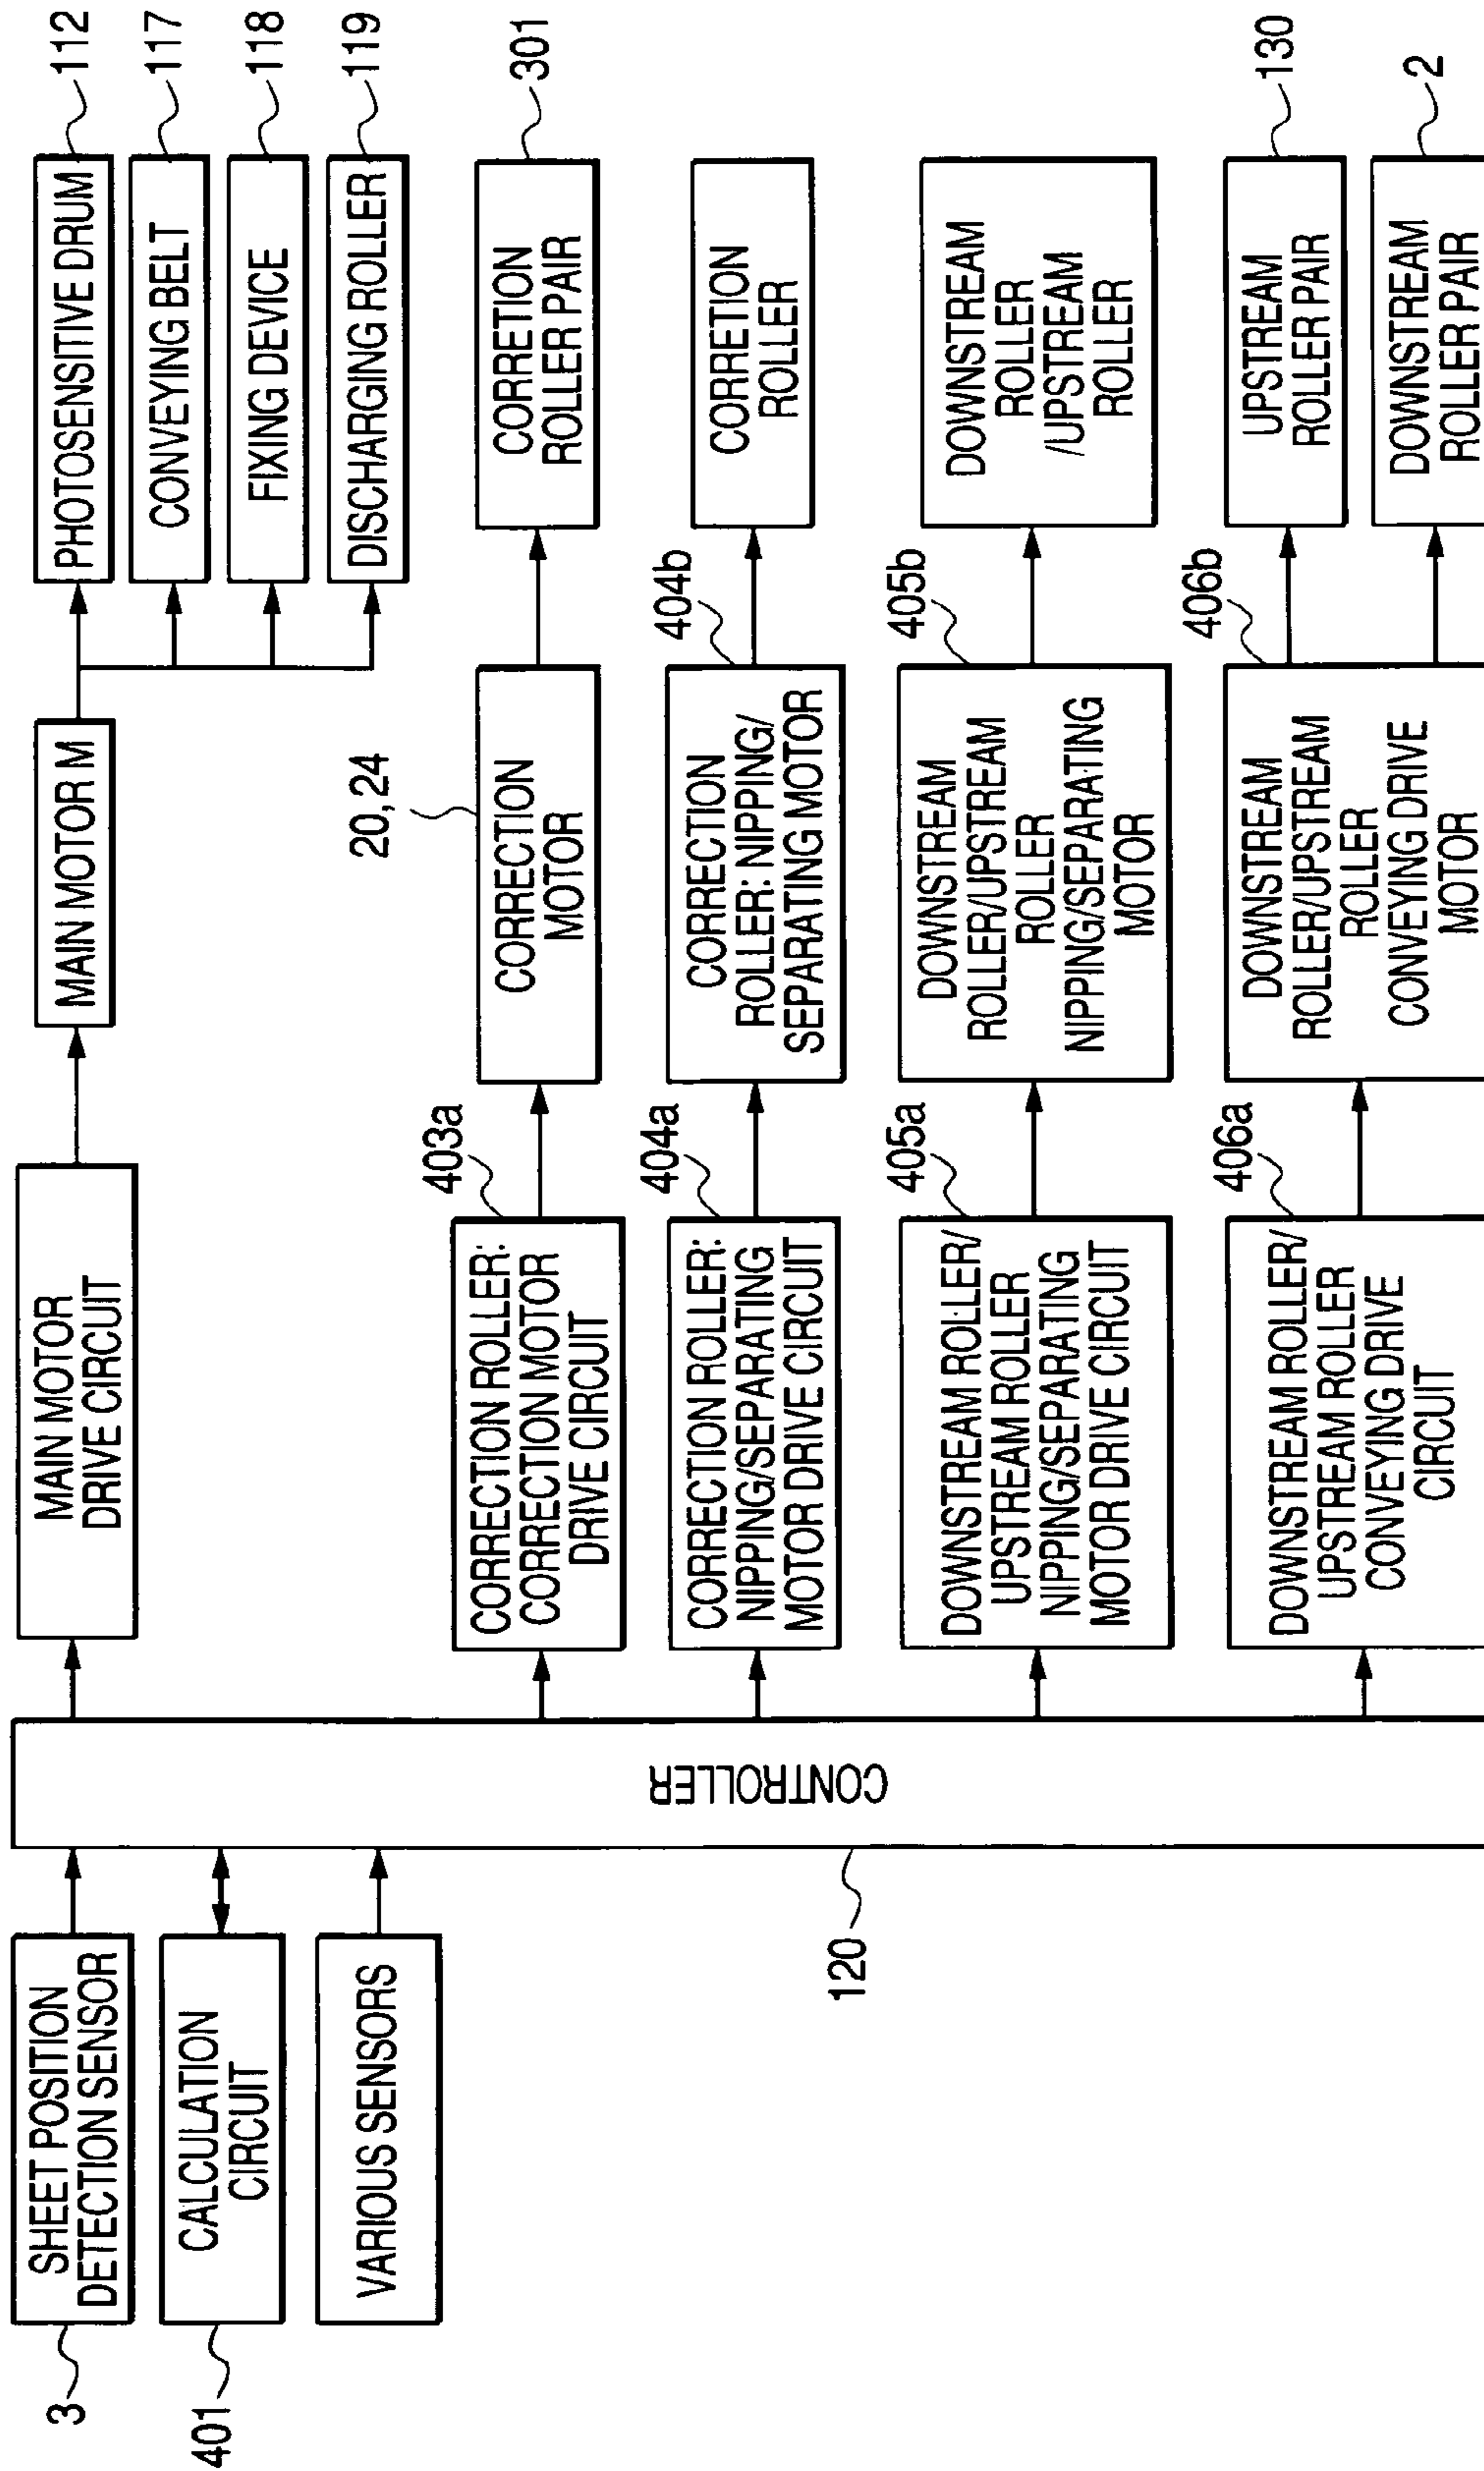 3
SHEET POSITION
DETECTION SENSOR
401
CALCULATION
CIRCUIT
VARIOUS SENSORS
120
CONTROLLER
MAIN MOTOR
DRIVE CIRCUIT
MAIN MOTOR M
PHOTOSENSITIVE DRUM
112
CONVEYING BELT
117
FIXING DEVICE
118
DISCHARGING ROLLER
119
403a
CORRECTION ROLLER:
CORRECTION MOTOR
DRIVE CIRCUIT
20,24
CORRECTION
MOTOR
CORRETION
ROLLER PAIR
301
404a
CORRECTION ROLLER:
NIPPING/SEPARATING
MOTOR DRIVE CIRCUIT
404b
CORRECTION
ROLLER: NIPPING/
SEPARATING MOTOR
CORRETION
ROLLER
405a
DOWNSTREAM ROLLER/
UPSTREAM ROLLER
NIPPING/SEPARATING
MOTOR DRIVE CIRCUIT
405b
DOWNSTREAM
ROLLER/UPSTREAM
ROLLER
NIPPING/SEPARATING
MOTOR
DOWNSTREAM
ROLLER
/UPSTREAM
ROLLER
406a
DOWNSTREAM ROLLER/
UPSTREAM ROLLER
CONVEYING DRIVE
CIRCUIT
406b
DOWNSTREAM
ROLLER/UPSTREAM
ROLLER
CONVEYING DRIVE
MOTOR
UPSTREAM
ROLLER PAIR
130
DOWNSTREAM
ROLLER PAIR
2